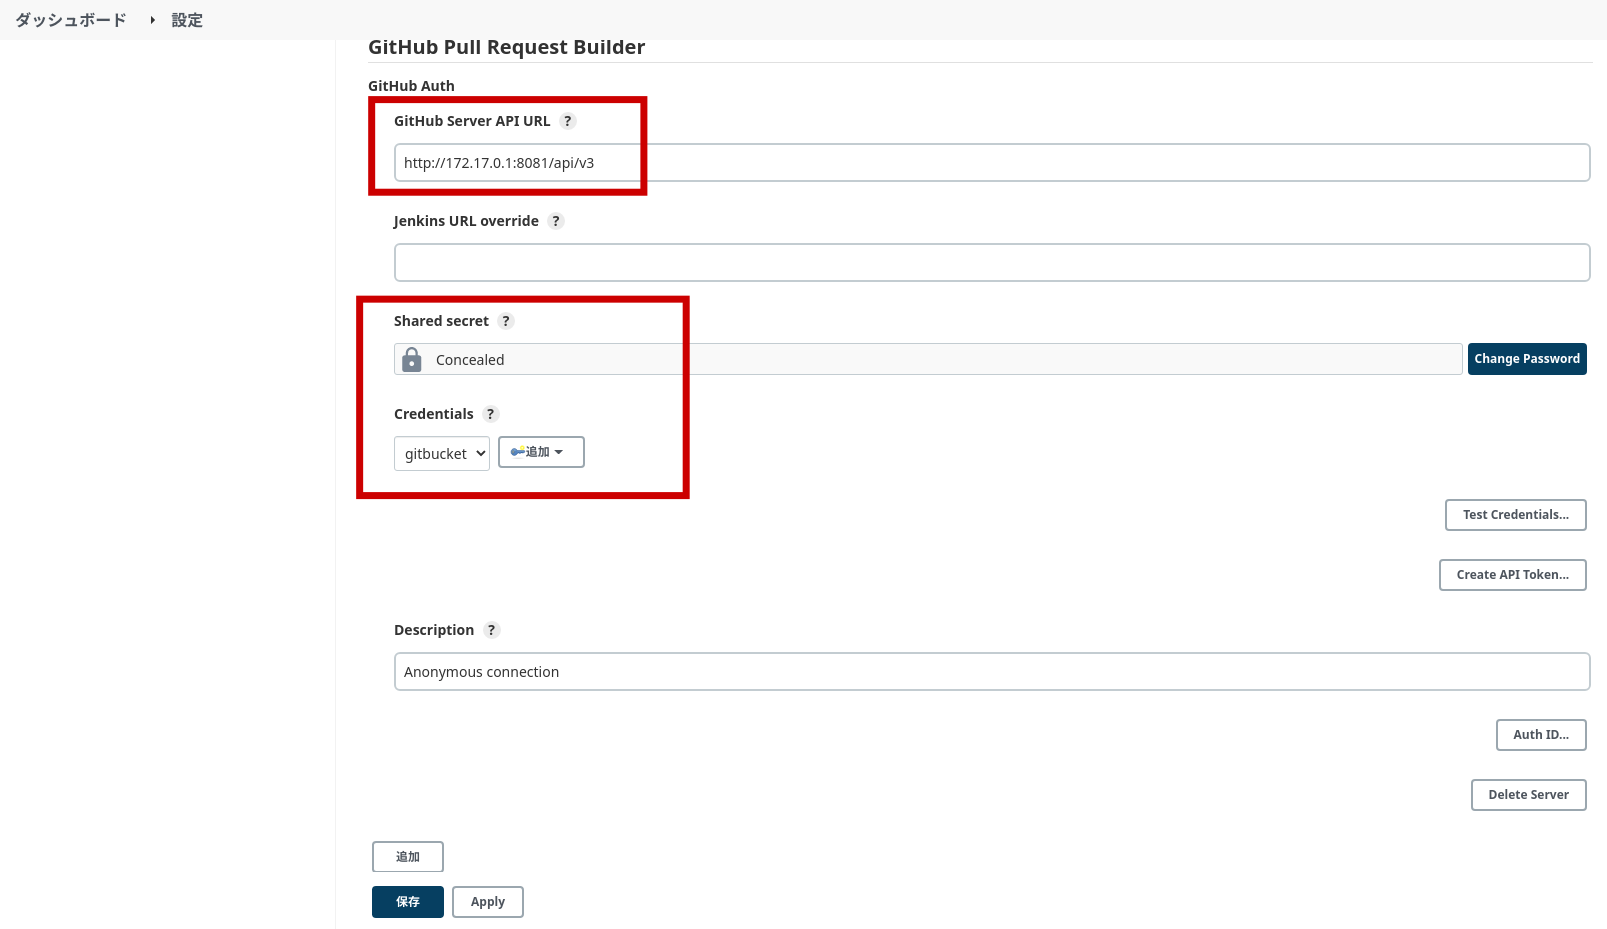 ダッシュボード 設定
GitHub Pull Request Builder
GitHub Auth
GitHub Server API URL ?
http://172.17.0.1:8081/api/v3
Jenkins URL override ?
Shared secret ?
Concealed
Change Password
Credentials ?
gitbucket 追加
Test Credentials...
Create API Token...
Description ?
Anonymous connection
Auth ID...
Delete Server
追加
保存 Apply